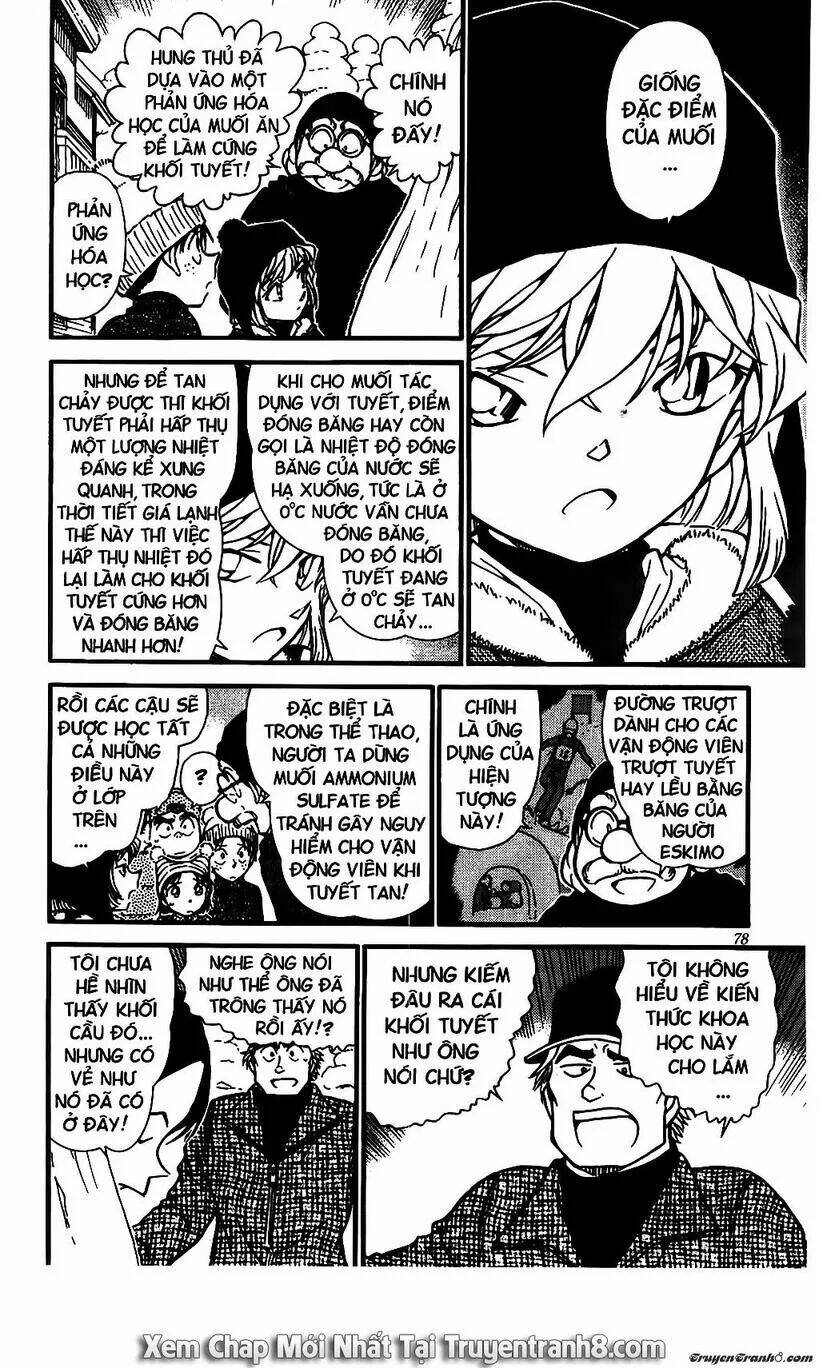 GIỐNG
ĐẶC ĐIỂM
CỦA MUỐI
...
CHÍNH
NÓ
ĐẤY!
HUNG THỦ ĐÃ
DỰA VÀO MỘT
PHẢN ỨNG HÓA
HỌC CỦA MUỐI ĂN
ĐỂ LÀM CỨNG
KHỐI TUYẾT!
PHẢN
ỨNG
HÓA
HỌC?
KHI CHO MUỐI TÁC
DỤNG VỚI TUYẾT, ĐIỂM
ĐÓNG BĂNG HAY CÒN
GỌI LÀ NHIỆT ĐỘ ĐÓNG
BĂNG CỦA NƯỚC SẼ
HẠ XUỐNG, TỨC LÀ Ở
0°C NƯỚC VẪN CHƯA
ĐÓNG BĂNG,
DO ĐÓ KHỐI
TUYẾT ĐANG
Ở 0°C SẼ TAN
CHẢY...
NHƯNG ĐỂ TAN
CHẢY ĐƯỢC THÌ KHỐI
TUYẾT PHẢI HẤP THỤ
MỘT LƯỢNG NHIỆT
ĐÁNG KỂ XUNG
QUANH, TRONG
THỜI TIẾT GIÁ LẠNH
THẾ NÀY THÌ VIỆC
HẤP THỤ NHIỆT ĐÓ
LẠI LÀM CHO KHỐI
TUYẾT CỨNG HƠN
VÀ ĐÓNG BĂNG
NHANH HƠN!
ĐƯỜNG TRƯỢT
DÀNH CHO CÁC
VẬN ĐỘNG VIÊN
TRƯỢT TUYẾT
HAY LỀU BẰNG
BĂNG CỦA
NGƯỜI
ESKIMO
CHÍNH
LÀ ỨNG
DỤNG CỦA
HIỆN
TƯỢNG
NÀY!
ĐẶC BIỆT LÀ
TRONG THỂ THAO,
NGƯỜI TA DÙNG
MUỐI AMMONIUM
SULFATE ĐỂ
TRÁNH GÂY NGUY
HIỂM CHO VẬN
ĐỘNG VIÊN KHI
TUYẾT TAN!
?
RỒI CÁC CẬU SẼ
ĐƯỢC HỌC TẤT
CẢ NHỮNG
ĐIỀU NÀY
Ở LỚP
TRÊN
...
78
TÔI KHÔNG
HIỂU VỀ KIẾN
THỨC KHOA
HỌC NÀY
CHO LẮM
...
NHƯNG KIẾM
ĐÂU RA CÁI
KHỐI TUYẾT
NHƯ ÔNG
NÓI CHỨ?
NGHE ÔNG NÓI
NHƯ THỂ ÔNG ĐÃ
TRÔNG THẤY NÓ
RỒI ẤY!?
TÔI CHƯA
HỀ NHÌN
THẤY KHỐI
CẦU ĐÓ...
NHƯNG CÓ
VẺ NHƯ
NÓ ĐÃ CÓ
Ở ĐÂY!
Xem Chap Mới Nhất Tại Truyentranh8.com
TruyenTranh8.com